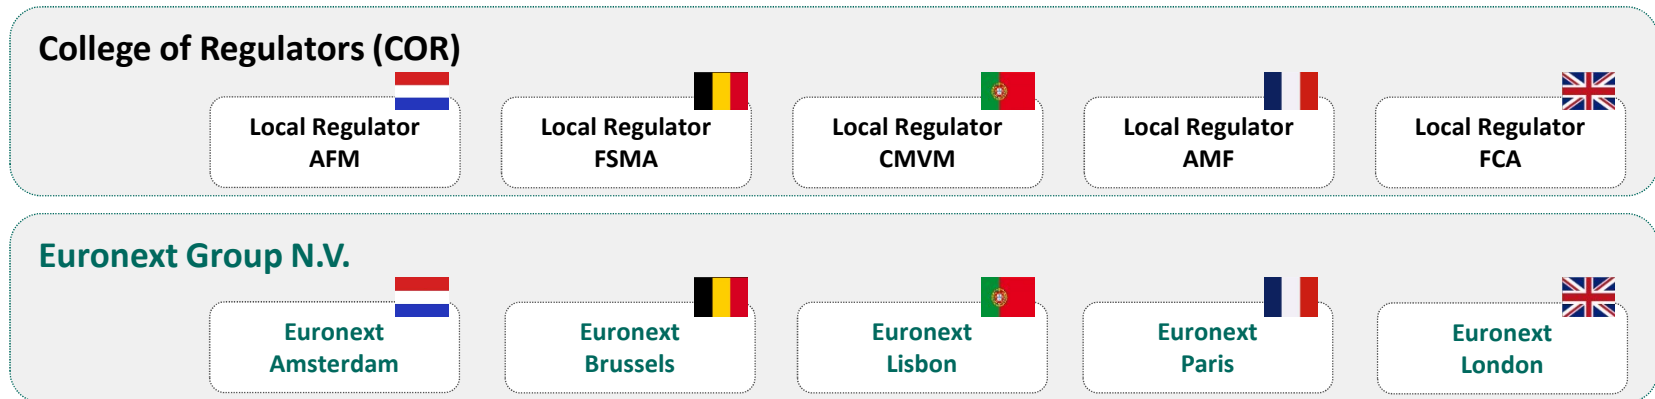 College of Regulators (COR)
Local Regulator
AFM
Local Regulator
FSMA
Local Regulator
CMVM
Local Regulator
AMF
Local Regulator
FCA
Euronext Group N.V.
Euronext
Amsterdam
Euronext
Brussels
Euronext
Lisbon
Euronext
Paris
Euronext
London